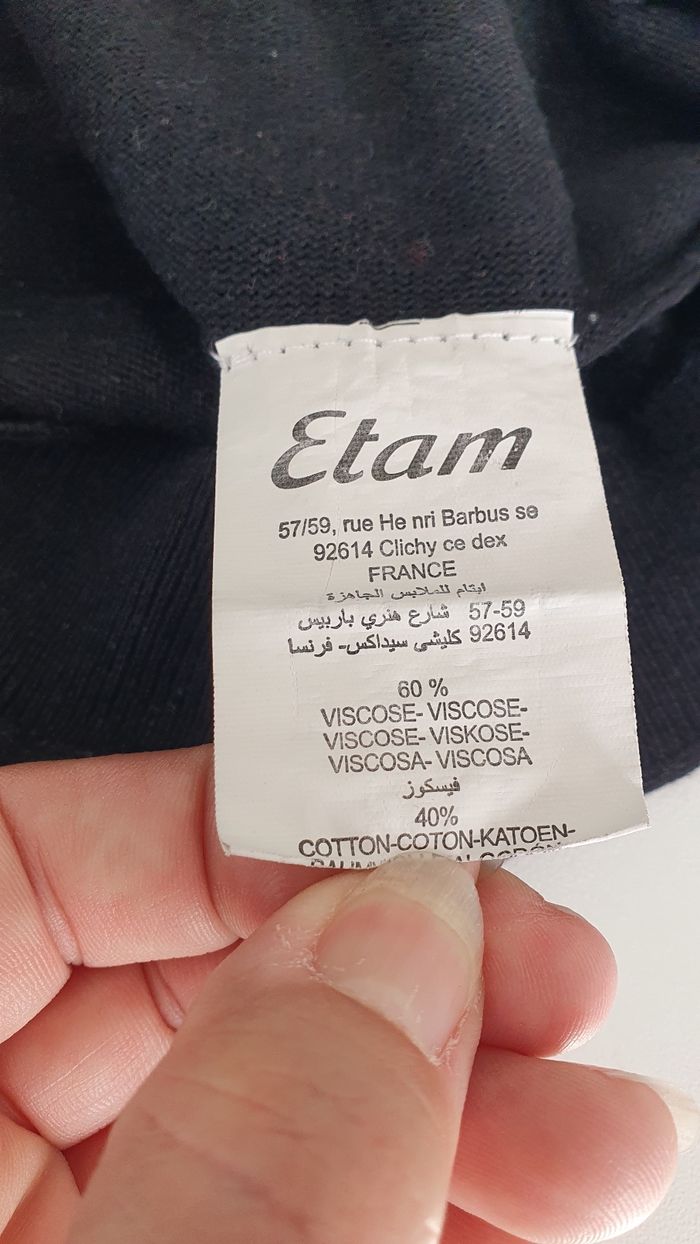 Etam
57/59, rue He nri Barbus se
92614 Clichy ce dex
FRANCE
ايتام للملابس الجاهزة
57-59 شارع هنري باربيس
92614 كليشي سيداكس- فرنسا
60 %
VISCOSE- VISCOSE-
VISCOSE- VISKOSE-
VISCOSA- VISCOSA
فيسكوز
40%
COTTON-COTON-KATOEN-